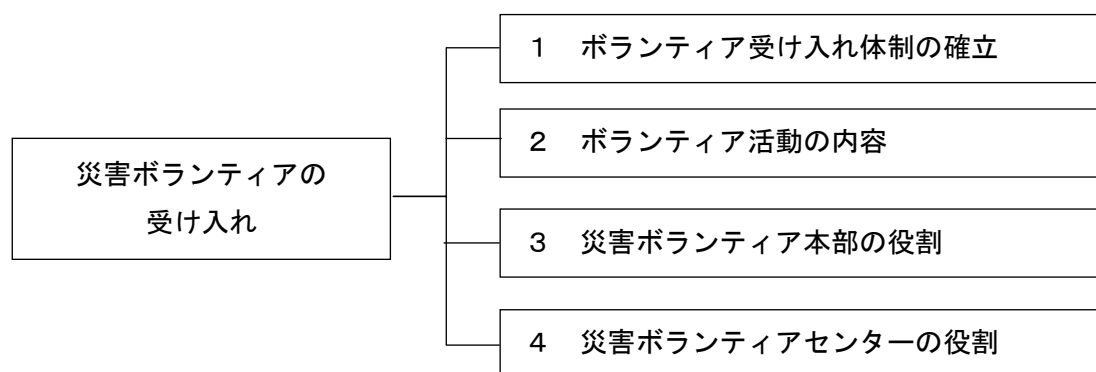 災害ボランティアの
受け入れ
１　ボランティア受け入れ体制の確立
２　ボランティア活動の内容
３　災害ボランティア本部の役割
４　災害ボランティアセンターの役割